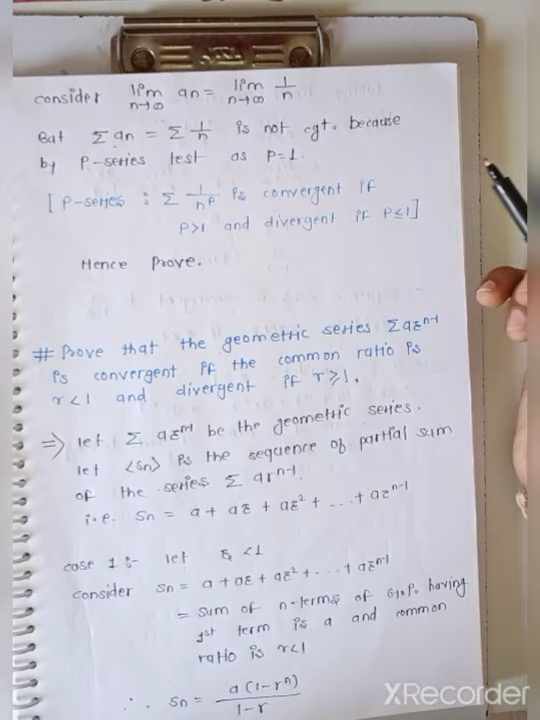 consider lim n→∞ an = lim n→∞ 1/n
But Σ an = Σ 1/n is not cgt. because
by P-series test as P=1.
[ P-series : Σ 1/n^p is convergent if
P>1 and divergent if P≤1 ]
Hence Prove.
# Prove that the geometric series Σ ar^n-1
is convergent if the common ratio is
r<1 and divergent if r≥1.
⇒ let Σ ar^n-1 be the geometric series.
let <Sn> is the sequence of partial sum
of the series Σ ar^n-1.
i.e. Sn = a + ar + ar² + ... + ar^n-1
case 1 :- let r <1
consider Sn = a + ar + ar² + ... + ar^n-1
= sum of n-terms of G.P. having
1st term is a and common
ratio is r<1
∴ Sn = a(1-r^n) / 1-r
XRecorder